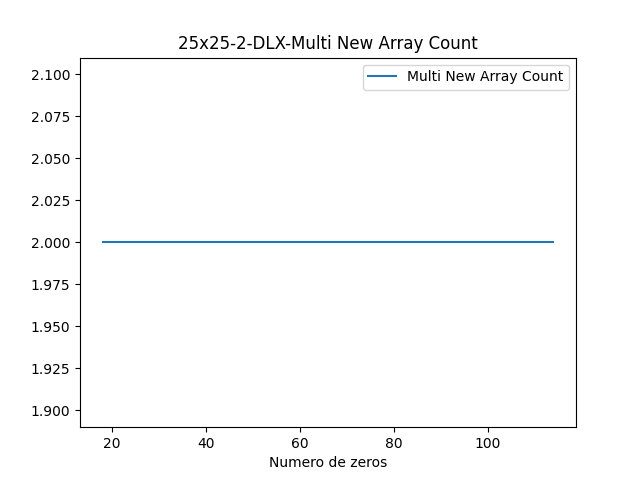 25x25-2-DLX-Multi New Array Count
Multi New Array Count
2.100
2.075
2.050
2.025
2.000
1.975
1.950
1.925
1.900
20 40 60 80 100
Numero de zeros